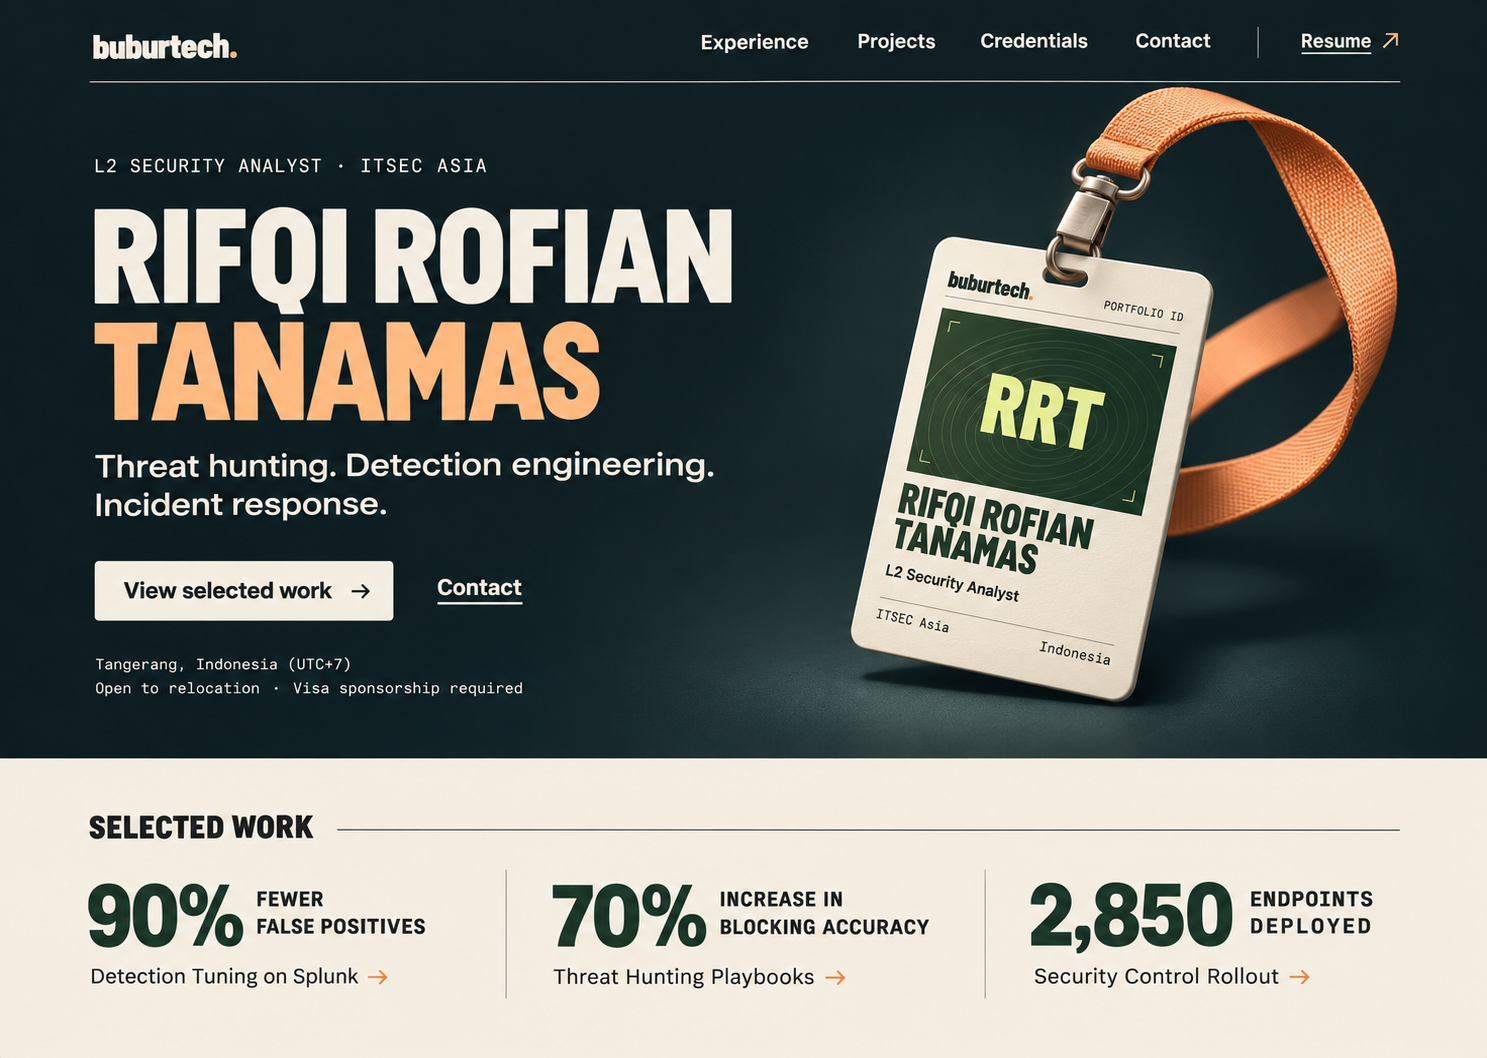 buburtech.
Experience Projects Credentials Contact Resume ↗
L2 SECURITY ANALYST · ITSEC ASIA
RIFQI ROFIAN
TANAMAS
Threat hunting. Detection engineering.
Incident response.
View selected work → Contact
Tangerang, Indonesia (UTC+7)
Open to relocation · Visa sponsorship required
buburtech.
PORTFOLIO ID
RRT
RIFQI ROFIAN
TANAMAS
L2 Security Analyst
ITSEC Asia
Indonesia
SELECTED WORK
90% FEWER
FALSE POSITIVES
Detection Tuning on Splunk →
70% INCREASE IN
BLOCKING ACCURACY
Threat Hunting Playbooks →
2,850 ENDPOINTS
DEPLOYED
Security Control Rollout →